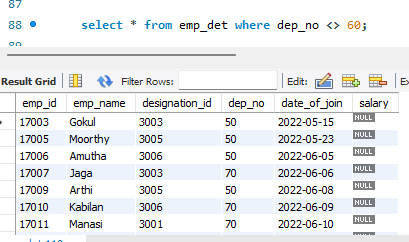 87
88 select * from emp_det where dep_no <> 60;
89
Result Grid Filter Rows: Edit:
emp_id emp_name designation_id dep_no date_of_join salary
17003 Gokul 3003 50 2022-05-15 NULL
17005 Moorthy 3005 50 2022-05-23 NULL
17006 Amutha 3006 50 2022-06-05 NULL
17007 Jaga 3003 70 2022-06-06 NULL
17009 Arthi 3005 50 2022-06-08 NULL
17010 Kabilan 3006 70 2022-06-09 NULL
17011 Manasi 3001 70 2022-06-10 NULL